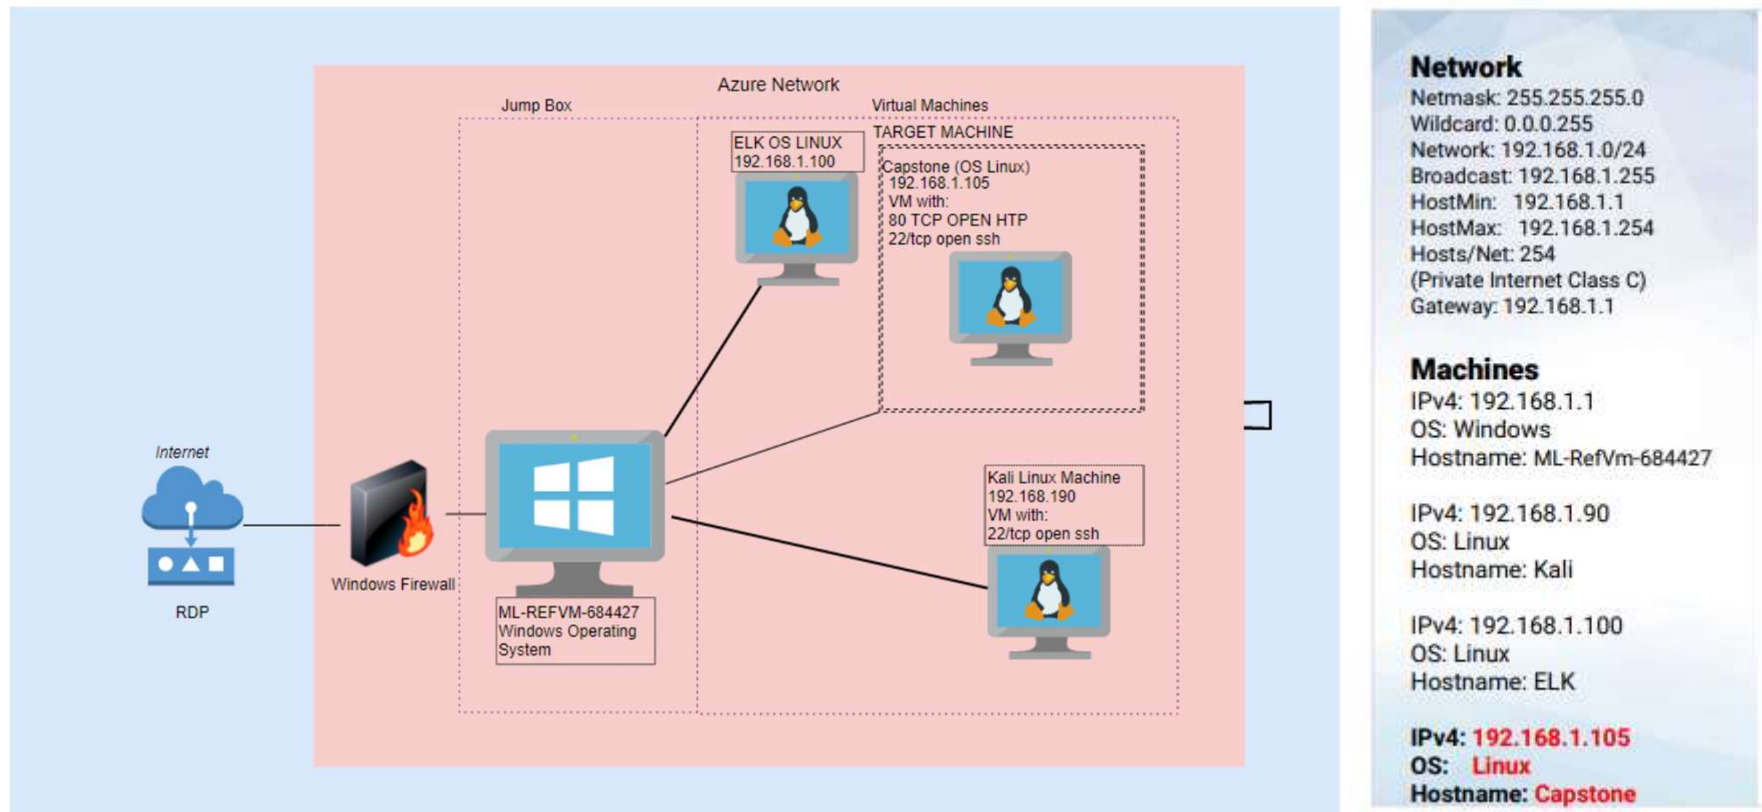 Azure Network
Jump Box
Virtual Machines
ELK OS LINUX
192.168.1.100
TARGET MACHINE
Capstone (OS Linux)
192.168.1.105
VM with:
80 TCP OPEN HTP
22/tcp open ssh
Internet
RDP
Windows Firewall
ML-REFVM-684427
Windows Operating
System
Kali Linux Machine
192.168.190
VM with:
22/tcp open ssh
Network
Netmask: 255.255.255.0
Wildcard: 0.0.0.255
Network: 192.168.1.0/24
Broadcast: 192.168.1.255
HostMin: 192.168.1.1
HostMax: 192.168.1.254
Hosts/Net: 254
(Private Internet Class C)
Gateway: 192.168.1.1
Machines
IPv4: 192.168.1.1
OS: Windows
Hostname: ML-RefVm-684427
IPv4: 192.168.1.90
OS: Linux
Hostname: Kali
IPv4: 192.168.1.100
OS: Linux
Hostname: ELK
IPv4: 192.168.1.105
OS: Linux
Hostname: Capstone